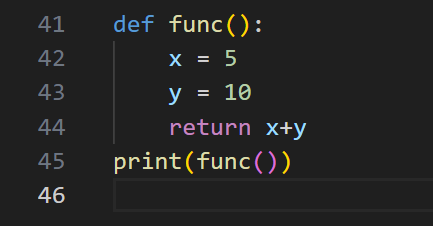 41 def func():
42     x = 5
43     y = 10
44     return x+y
45 print(func())
46